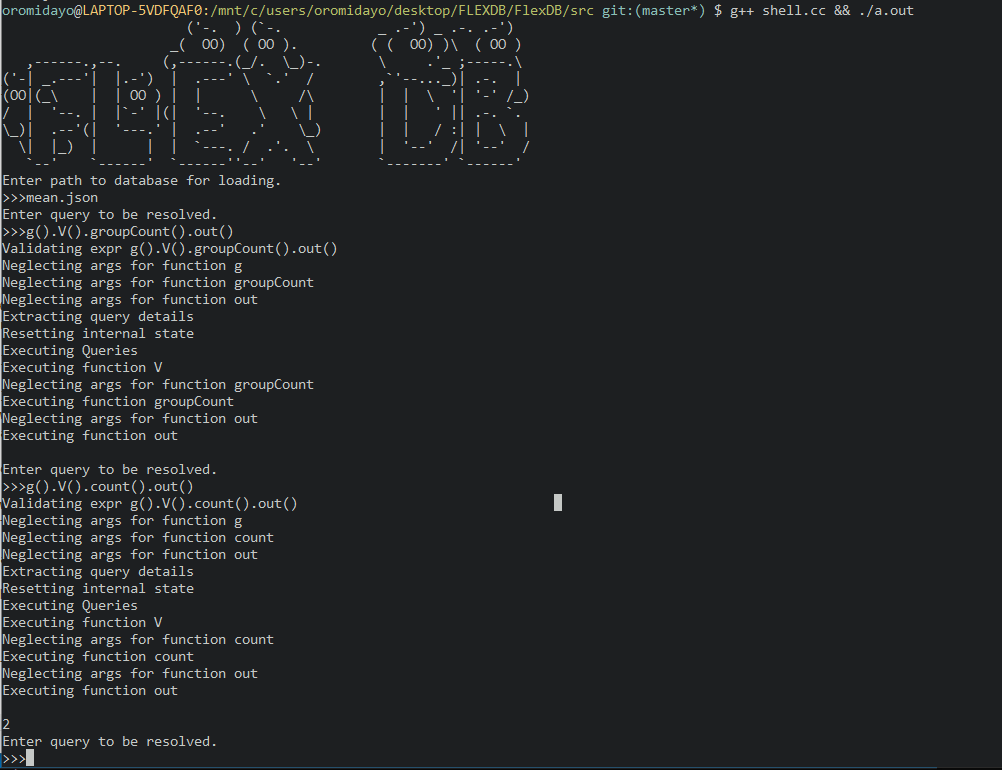 oromidayo@LAPTOP-5VDFQAF0:/mnt/c/users/oromidayo/desktop/FLEXDB/FlexDB/src git:(master*) $ g++ shell.cc && ./a.out
FLEX DB
Enter path to database for loading.
>>>mean.json
Enter query to be resolved.
>>>g().V().groupCount().out()
Validating expr g().V().groupCount().out()
Neglecting args for function g
Neglecting args for function groupCount
Neglecting args for function out
Extracting query details
Resetting internal state
Executing Queries
Executing function V
Neglecting args for function groupCount
Executing function groupCount
Neglecting args for function out
Executing function out
Enter query to be resolved.
>>>g().V().count().out()
Validating expr g().V().count().out()
Neglecting args for function g
Neglecting args for function count
Neglecting args for function out
Extracting query details
Resetting internal state
Executing Queries
Executing function V
Neglecting args for function count
Executing function count
Neglecting args for function out
Executing function out
2
Enter query to be resolved.
>>>